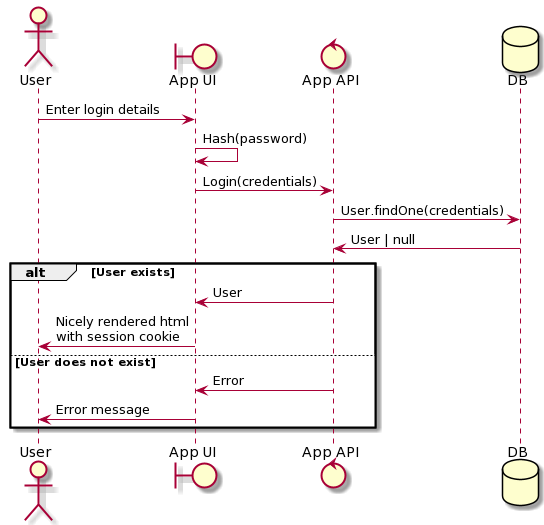 User
App UI
App API
DB
Enter login details
Hash(password)
Login(credentials)
User.findOne(credentials)
User | null
alt
[User exists]
User
Nicely rendered html
with session cookie
[User does not exist]
Error
Error message
User
App UI
App API
DB